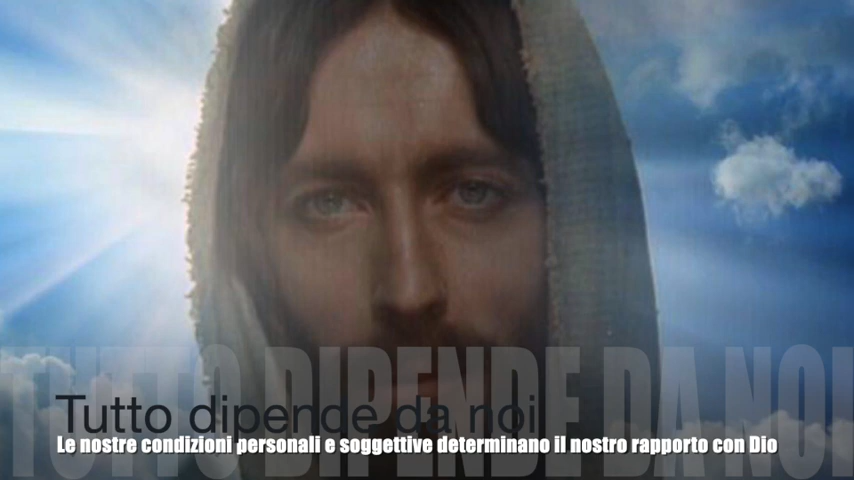 TUTTO DIPENDE DA NOI
Tutto dipende da noi
Le nostre condizioni personali e soggettive determinano il nostro rapporto con Dio